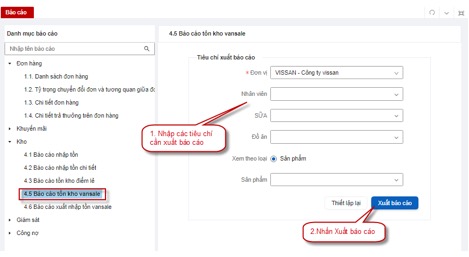 Báo cáo
Danh mục báo cáo
Nhập tên báo cáo
Đơn hàng
1.1. Danh sách đơn hàng
1.2. Tỷ trọng chuyển đổi đơn và tương quan giữa đơ
1.3. Chi tiết đơn hàng
1.4. Chi tiết trả thưởng trên đơn hàng
Khuyến mãi
Kho
4.1 Báo cáo nhập tồn
4.2 Báo cáo nhập tồn chi tiết
4.3 Báo cáo tồn kho điểm lẻ
4.5 Báo cáo tồn kho vansale
4.6 Báo cáo xuất nhập tồn vansale
Giám sát
Công nợ
4.5 Báo cáo tồn kho vansale
Tiêu chí xuất báo cáo
* Đơn vị
VISSAN - Công ty vissan
Nhân viên
SỮA
Đồ ăn
Xem theo loại
Sản phẩm
Sản phẩm
Thiết lập lại
Xuất báo cáo
1. Nhập các tiêu chí
cần xuất báo cáo
2.Nhấn Xuất báo cáo